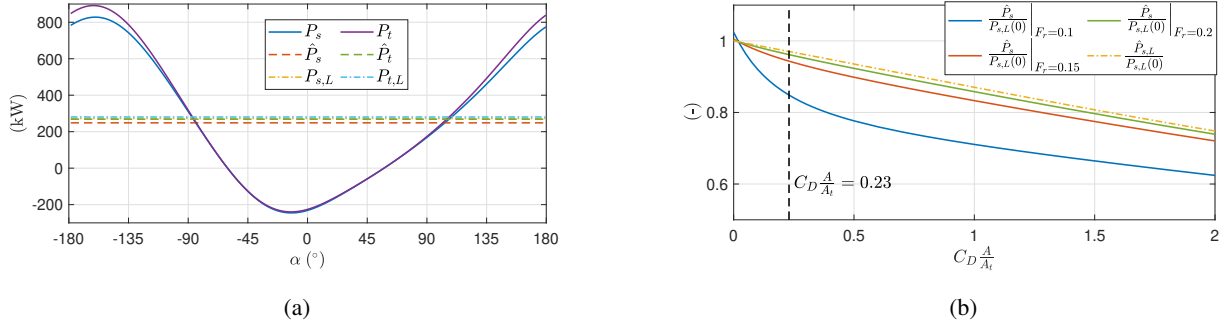 800
600
400
200
0
-200
(kW)
-180 -135 -90 -45 0 45 90 135 180
α (°)
P_s P_t
P̂_s P̂_t
P_{s,L} P_{t,L}
(a)
1
0.8
0.6
(-)
0 0.5 1 1.5 2
C_D A/A_t
P̂_s/P_{s,L}(0)|_{F_r=0.1} P̂_s/P_{s,L}(0)|_{F_r=0.2}
P̂_s/P_{s,L}(0)|_{F_r=0.15} P̂_{s,L}/P_{s,L}(0)
C_D A/A_t = 0.23
(b)